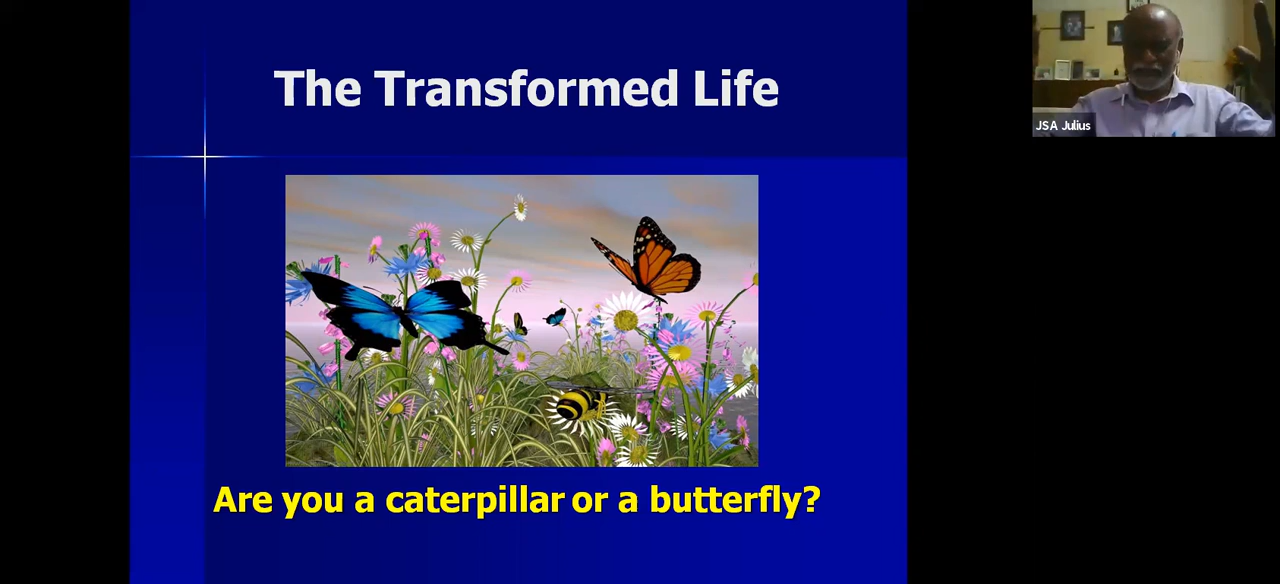 The Transformed Life
JSA Julius
Are you a caterpillar or a butterfly?